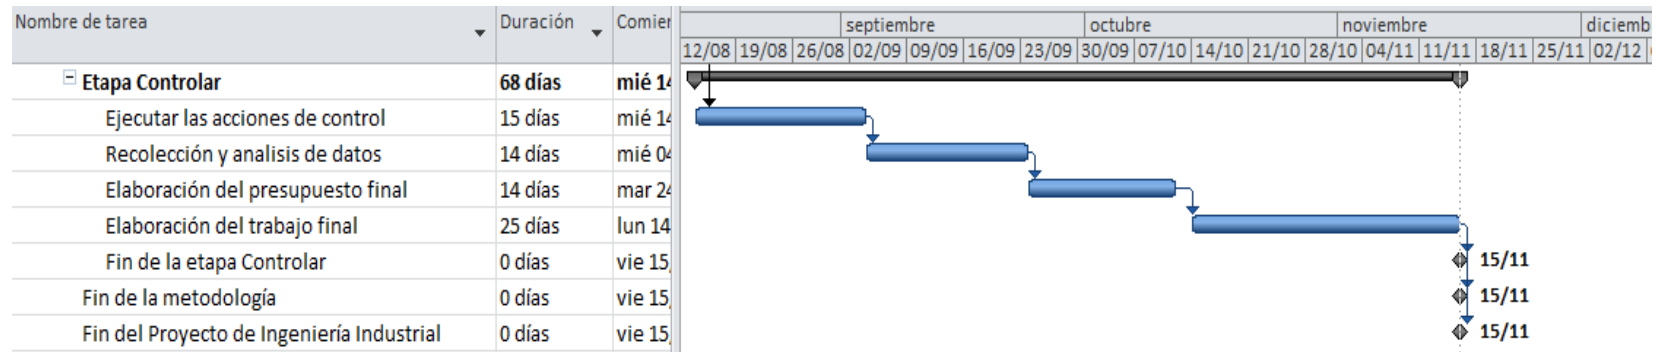 Nombre de tarea Duración Comier septiembre octubre noviembre diciemb
12/08 19/08 26/08 02/09 09/09 16/09 23/09 30/09 07/10 14/10 21/10 28/10 04/11 11/11 18/11 25/11 02/12
Etapa Controlar 68 días mié 14
Ejecutar las acciones de control 15 días mié 14
Recolección y analisis de datos 14 días mié 04
Elaboración del presupuesto final 14 días mar 24
Elaboración del trabajo final 25 días lun 14
Fin de la etapa Controlar 0 días vie 15 15/11
Fin de la metodología 0 días vie 15 15/11
Fin del Proyecto de Ingeniería Industrial 0 días vie 15 15/11